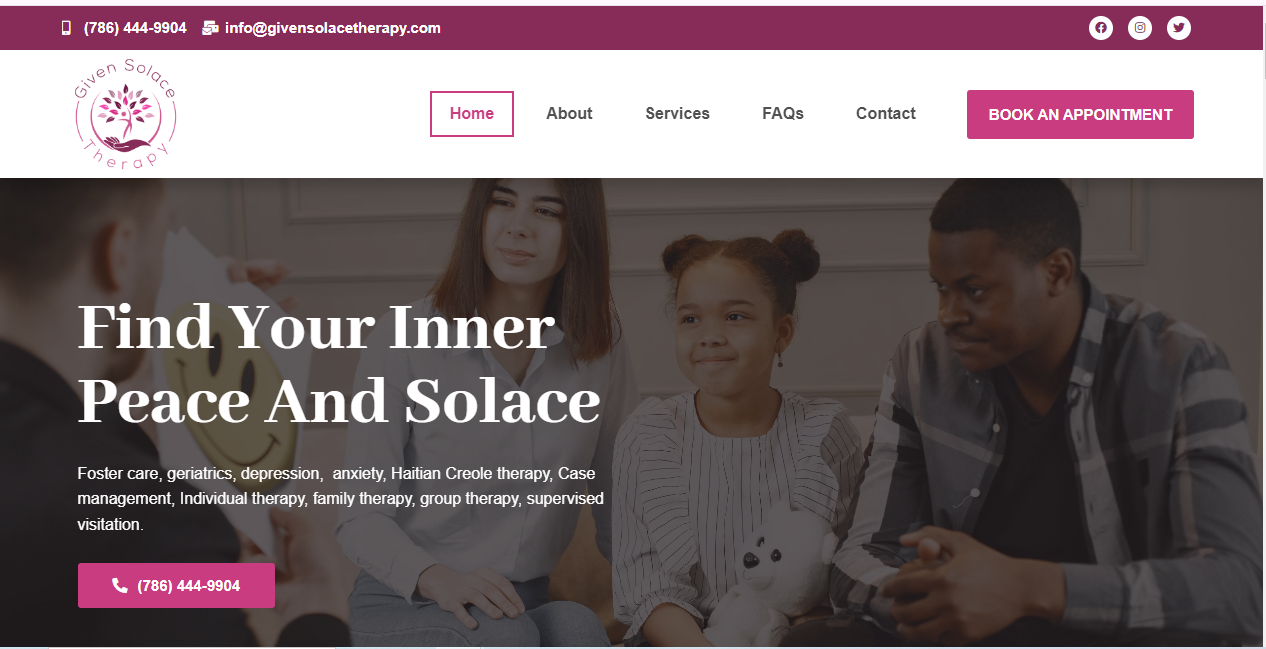 (786) 444-9904 info@givensolacetherapy.com
Given Solace
Therapy
Home About Services FAQs Contact BOOK AN APPOINTMENT
Find Your Inner
Peace And Solace
Foster care, geriatrics, depression,  anxiety, Haitian Creole therapy, Case
management, Individual therapy, family therapy, group therapy, supervised
visitation.
(786) 444-9904